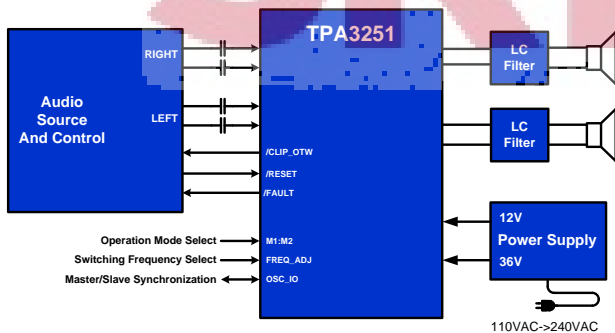 TPA3251
RIGHT
LC
Filter
Audio
Source
And Control
LEFT
LC
Filter
/CLIP_OTW
/RESET
/FAULT
12V
Power Supply
36V
Operation Mode Select
M1:M2
Switching Frequency Select
FREQ_ADJ
Master/Slave Synchronization
OSC_IO
110VAC->240VAC